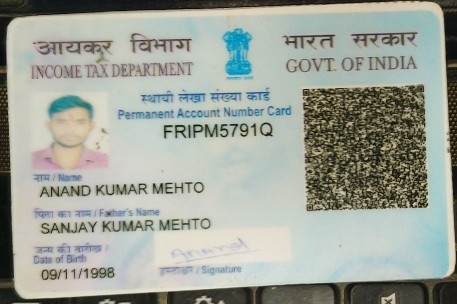 आयकर विभाग
INCOME TAX DEPARTMENT
भारत सरकार
GOVT. OF INDIA
स्थायी लेखा संख्या कार्ड
Permanent Account Number Card
FRIPM5791Q
नाम / Name
ANAND KUMAR MEHTO
पिता का नाम / Father's Name
SANJAY KUMAR MEHTO
जन्म की तारीख /
Date of Birth
09/11/1998
Anand
हस्ताक्षर / Signature